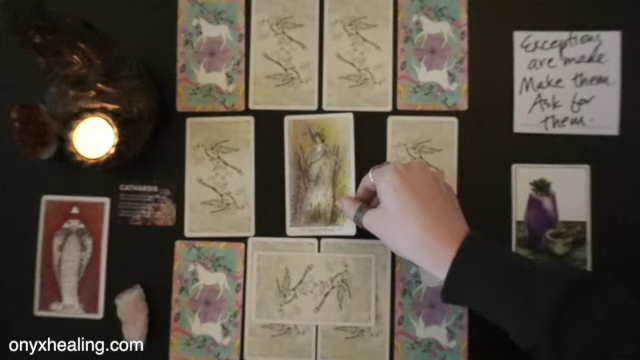 Exceptions
are made.
Make them.
Ask for
them.
CATHARSIS
onyxhealing.com